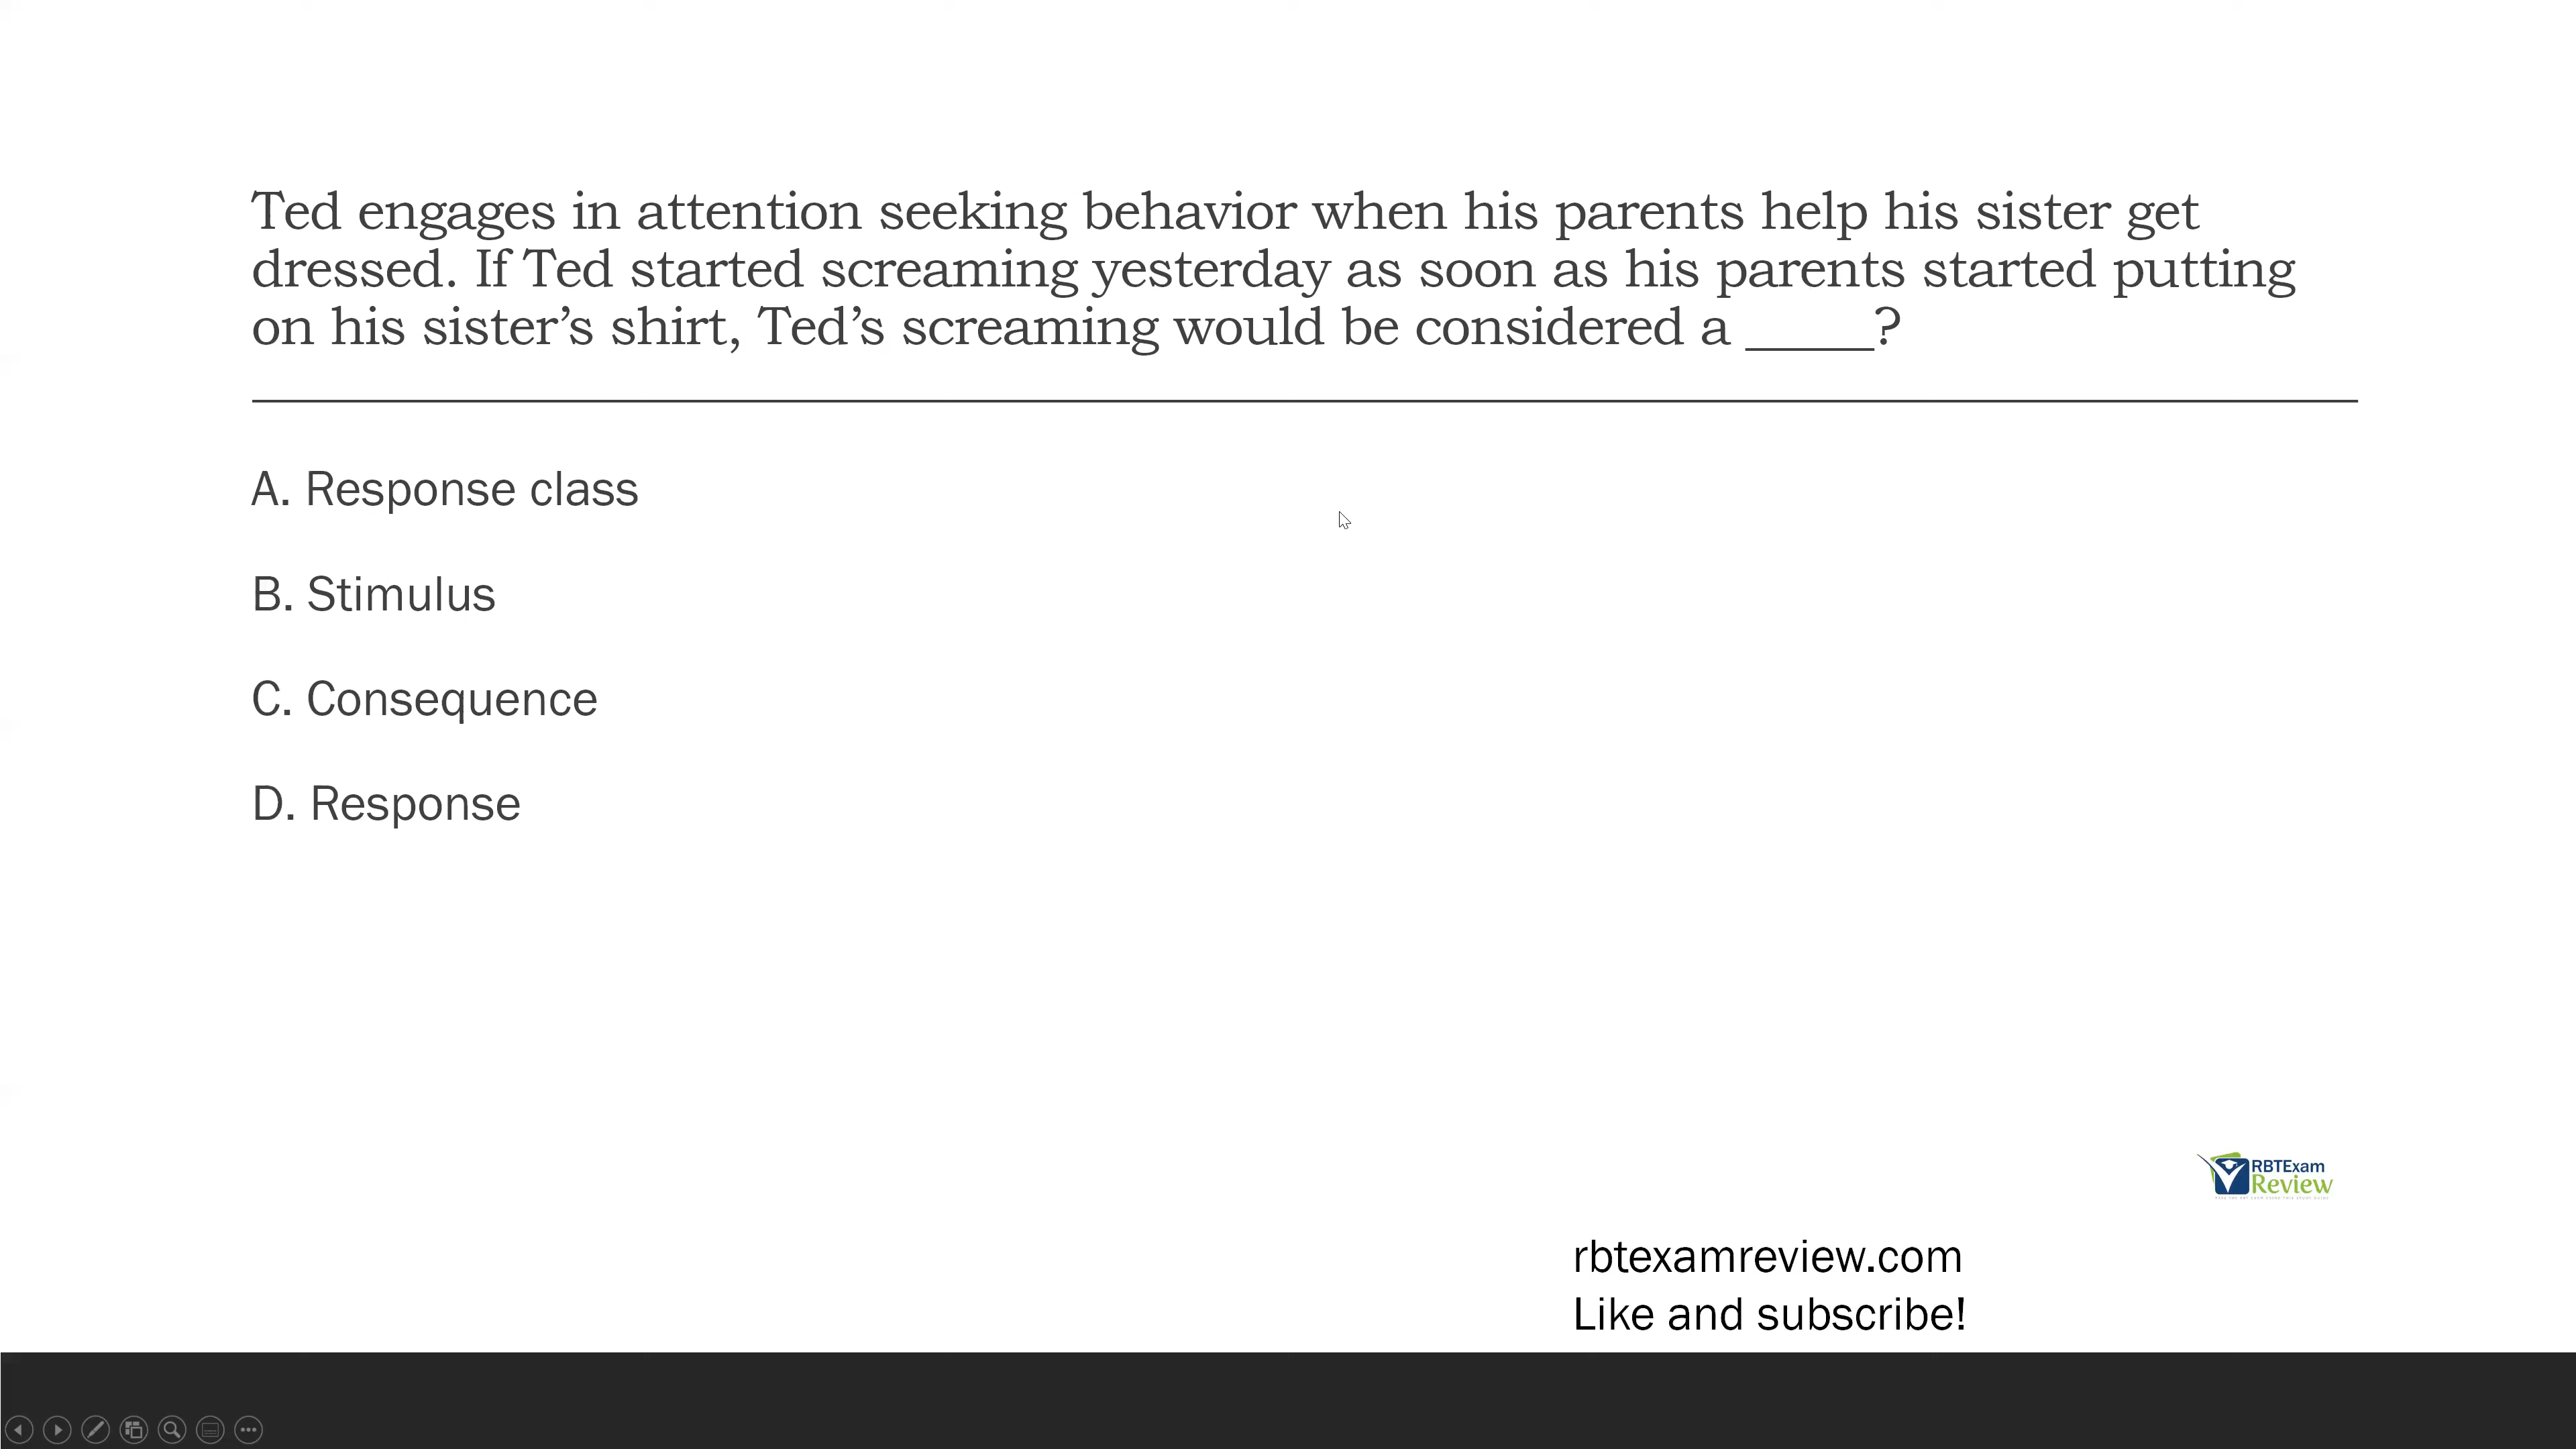 Ted engages in attention seeking behavior when his parents help his sister get
dressed. If Ted started screaming yesterday as soon as his parents started putting
on his sister’s shirt, Ted’s screaming would be considered a _____?
A. Response class
B. Stimulus
C. Consequence
D. Response
RBTExam
Review
rbtexamreview.com
Like and subscribe!